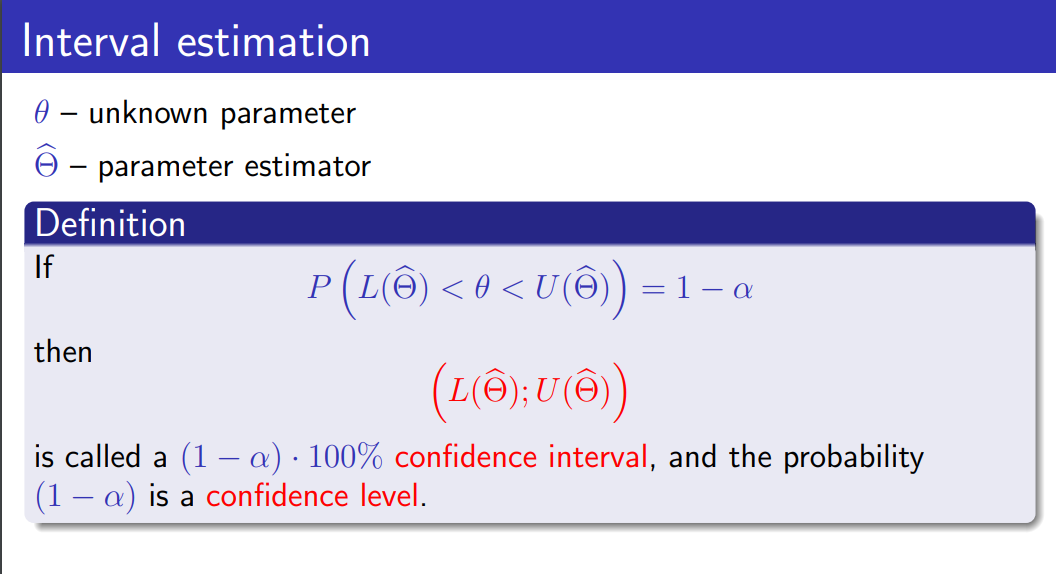 Interval estimation
θ – unknown parameter
Θ̂ – parameter estimator
Definition
If
P(L(Θ̂) < θ < U(Θ̂)) = 1 − α
then
(L(Θ̂); U(Θ̂))
is called a (1 − α) · 100% confidence interval, and the probability
(1 − α) is a confidence level.